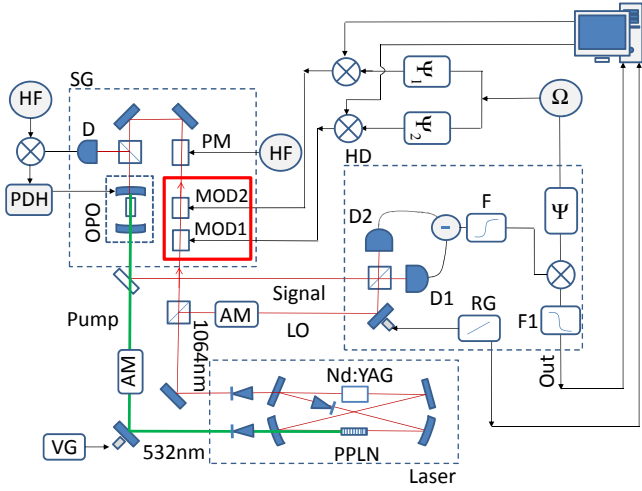 SG
HF
D
PM
HF
PDH
OPO
MOD2
MOD1
Ψ1
Ψ2
Ω
HD
D2
F
Ψ
-
D1
RG
F1
Signal
AM
LO
Pump
1064nm
Out
AM
Nd:YAG
VG
532nm
PPLN
Laser